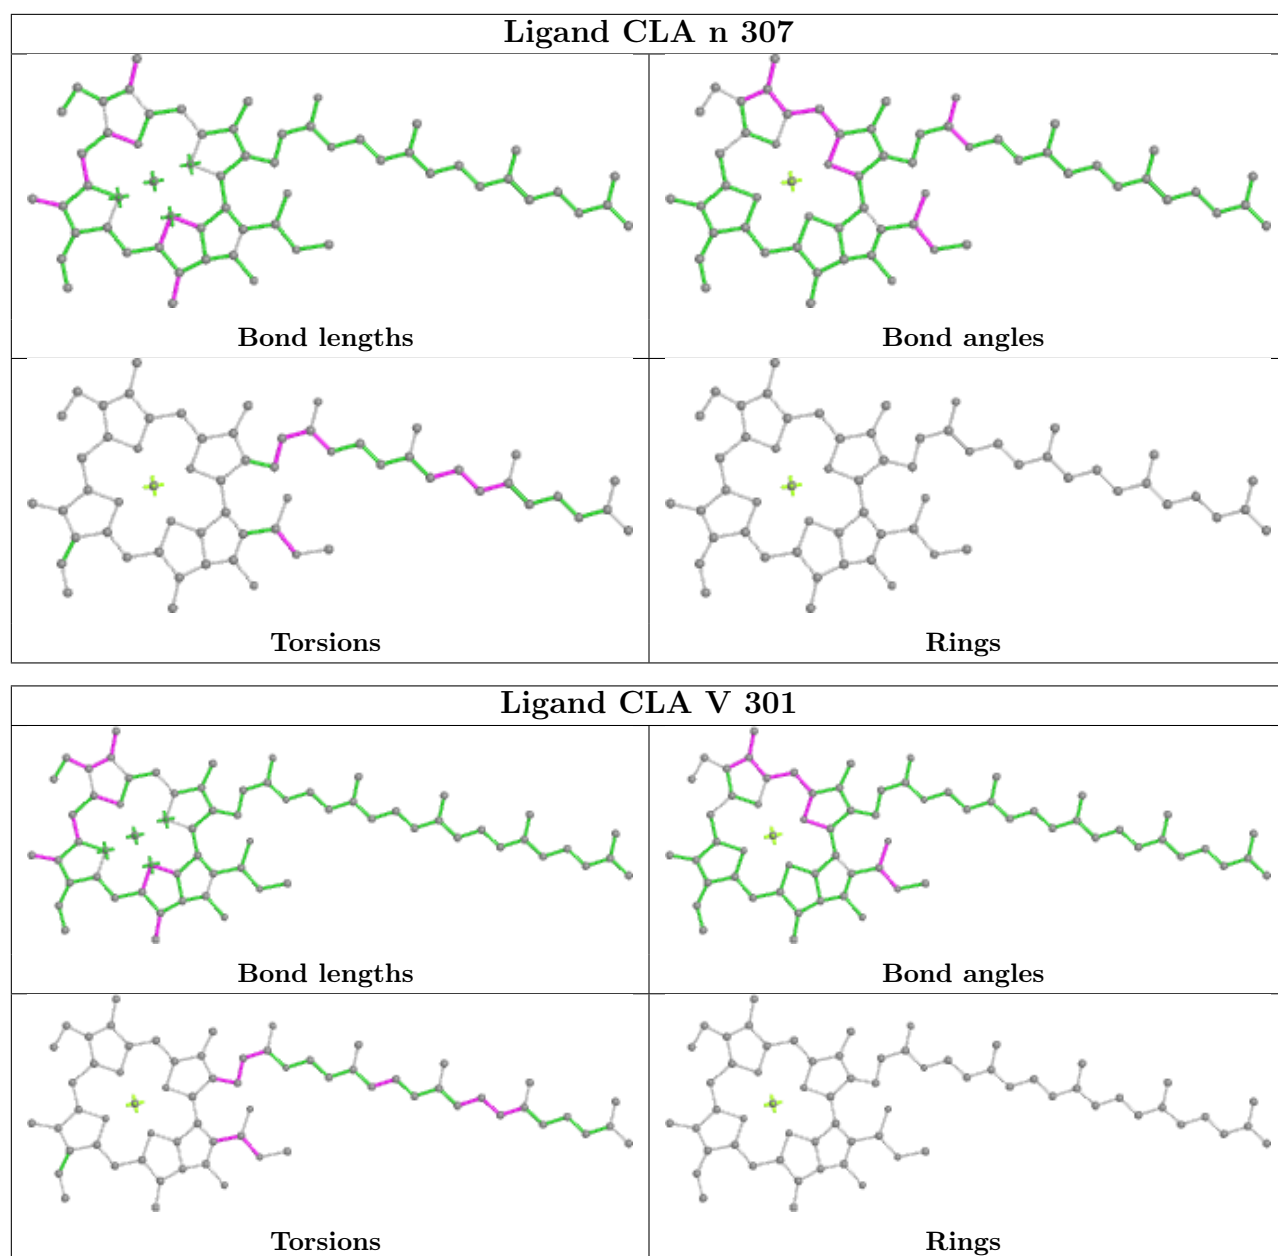 Ligand CLA n 307
Bond lengths
Bond angles
Torsions
Rings
Ligand CLA V 301
Bond lengths
Bond angles
Torsions
Rings